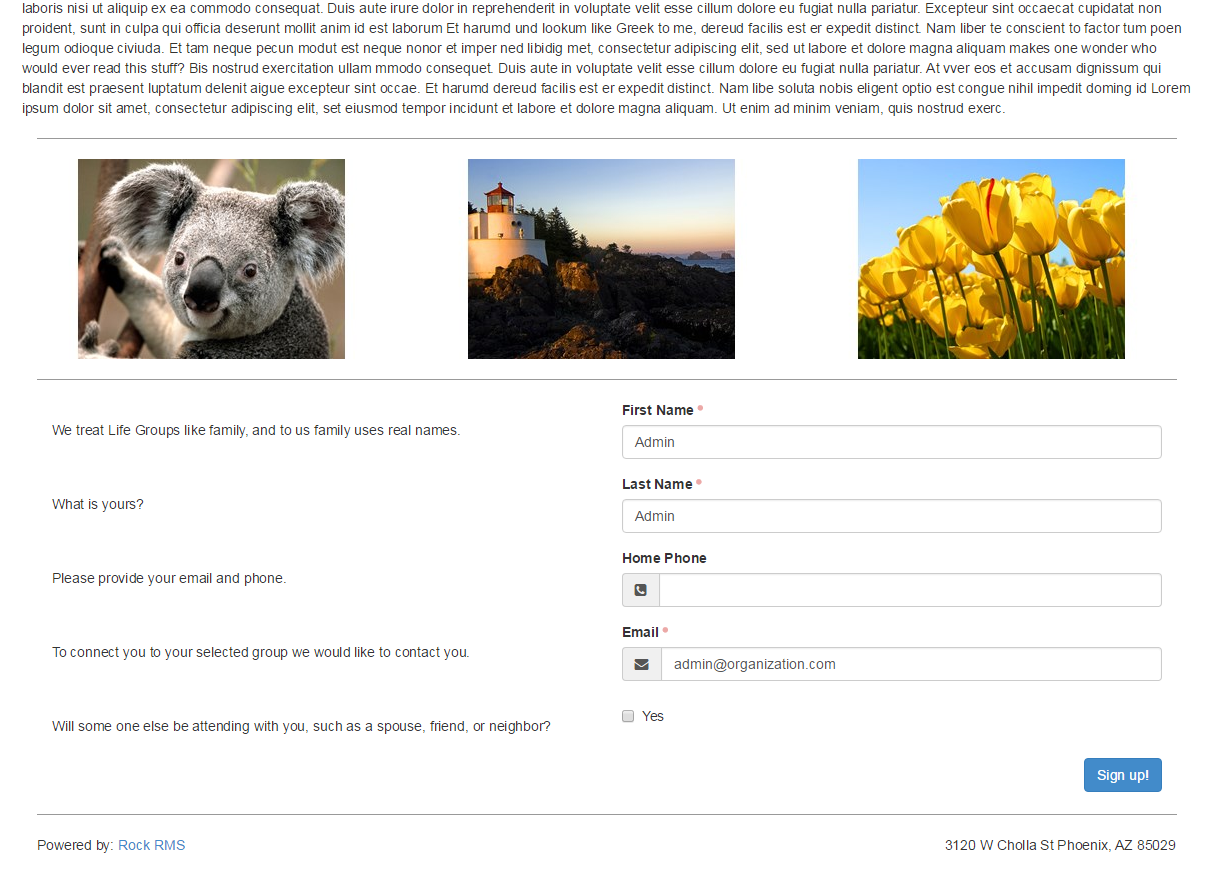 laboris nisi ut aliquip ex ea commodo consequat. Duis aute irure dolor in reprehenderit in voluptate velit esse cillum dolore eu fugiat nulla pariatur. Excepteur sint occaecat cupidatat non
proident, sunt in culpa qui officia deserunt mollit anim id est laborum Et harumd und lookum like Greek to me, dereud facilis est er expedit distinct. Nam liber te conscient to factor tum poen
legum odioque civiuda. Et tam neque pecun modut est neque nonor et imper ned libidig met, consectetur adipiscing elit, sed ut labore et dolore magna aliquam makes one wonder who
would ever read this stuff? Bis nostrud exercitation ullam mmodo consequet. Duis aute in voluptate velit esse cillum dolore eu fugiat nulla pariatur. At vver eos et accusam dignissum qui
blandit est praesent luptatum delenit aigue excepteur sint occae. Et harumd dereud facilis est er expedit distinct. Nam libe soluta nobis eligent optio est congue nihil impedit doming id Lorem
ipsum dolor sit amet, consectetur adipiscing elit, set eiusmod tempor incidunt et labore et dolore magna aliquam. Ut enim ad minim veniam, quis nostrud exerc.
First Name
We treat Life Groups like family, and to us family uses real names.
Admin
Last Name
What is yours?
Admin
Home Phone
Please provide your email and phone.
Email
To connect you to your selected group we would like to contact you.
admin@organization.com
Will some one else be attending with you, such as a spouse, friend, or neighbor?
Yes
Sign up!
Powered by: Rock RMS
3120 W Cholla St Phoenix, AZ 85029